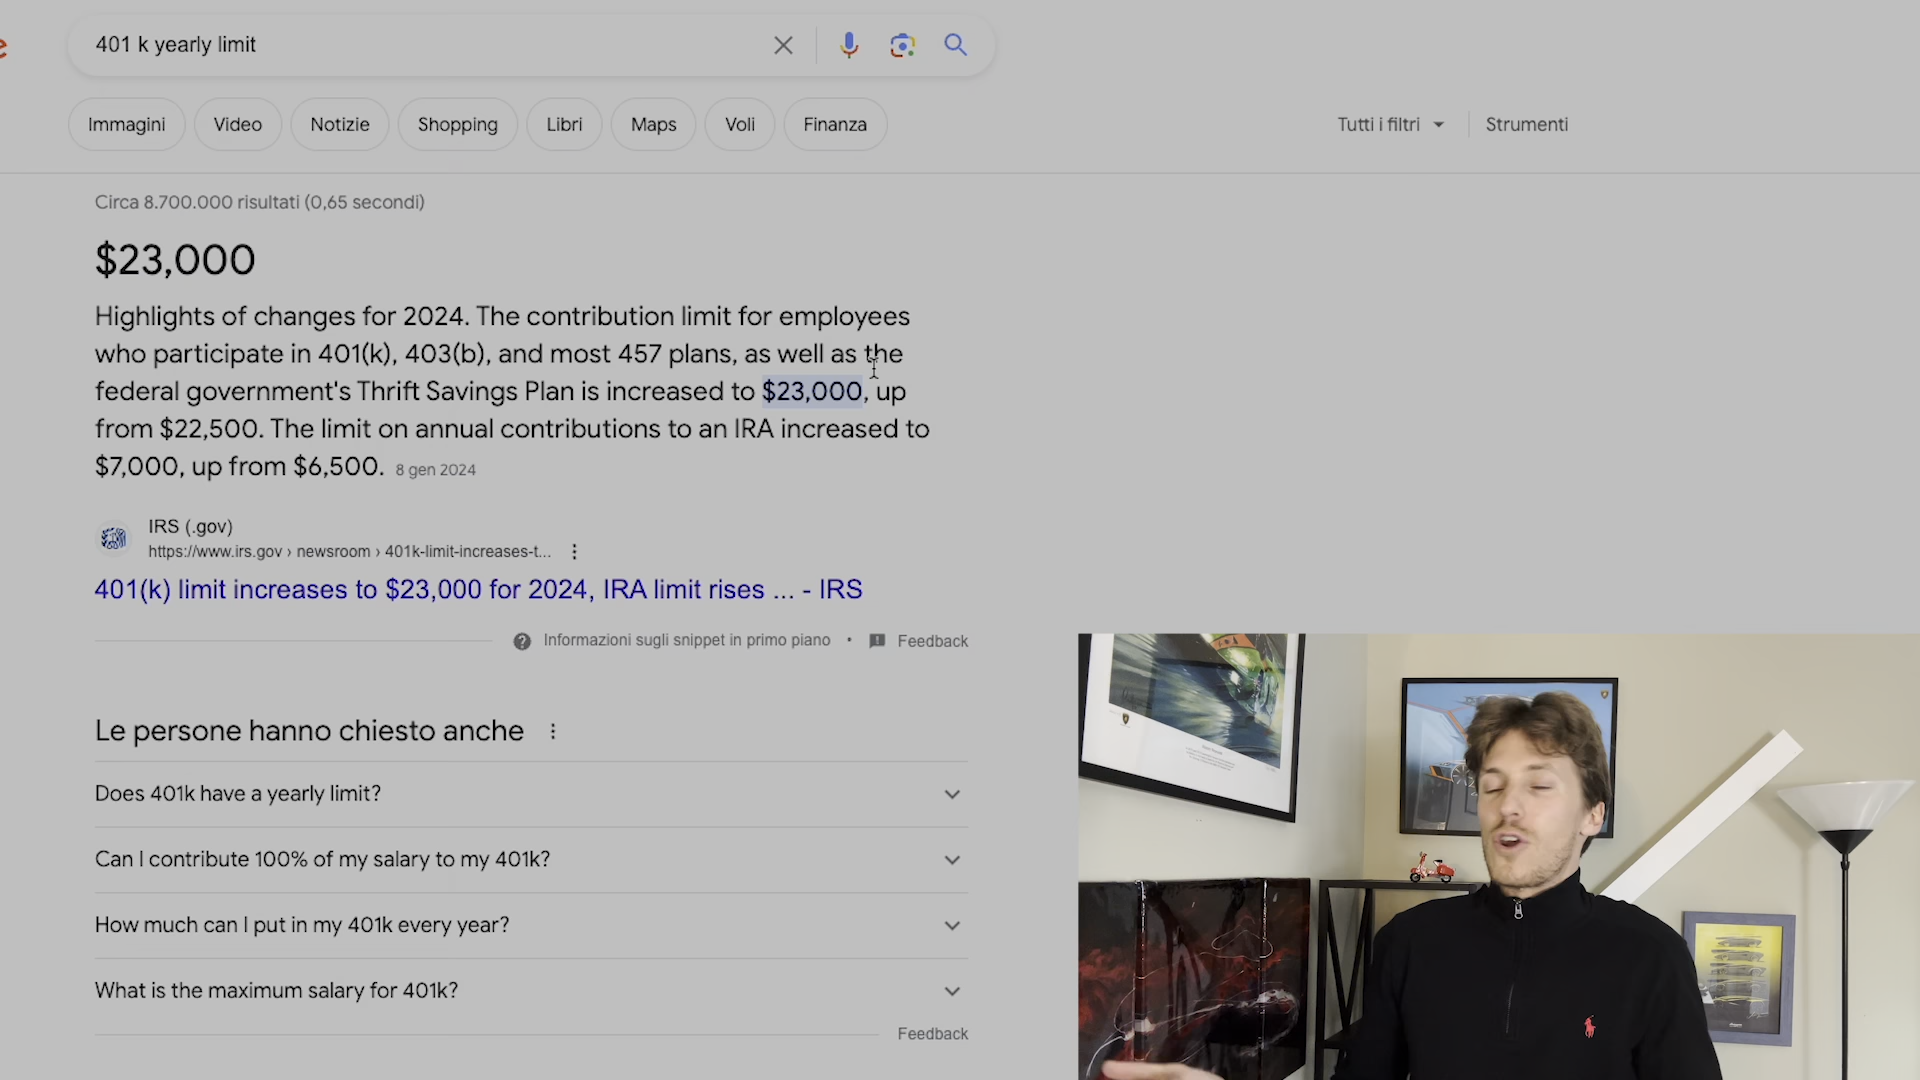 401 k yearly limit
Immagini
Video
Notizie
Shopping
Libri
Maps
Voli
Finanza
Tutti i filtri
Strumenti
Circa 8.700.000 risultati (0,65 secondi)
$23,000
Highlights of changes for 2024. The contribution limit for employees
who participate in 401(k), 403(b), and most 457 plans, as well as the
federal government's Thrift Savings Plan is increased to $23,000, up
from $22,500. The limit on annual contributions to an IRA increased to
$7,000, up from $6,500. 8 gen 2024
IRS (.gov)
https://www.irs.gov › newsroom › 401k-limit-increases-t...
401(k) limit increases to $23,000 for 2024, IRA limit rises ... - IRS
Informazioni sugli snippet in primo piano • Feedback
Le persone hanno chiesto anche
Does 401k have a yearly limit?
Can I contribute 100% of my salary to my 401k?
How much can I put in my 401k every year?
What is the maximum salary for 401k?
Feedback